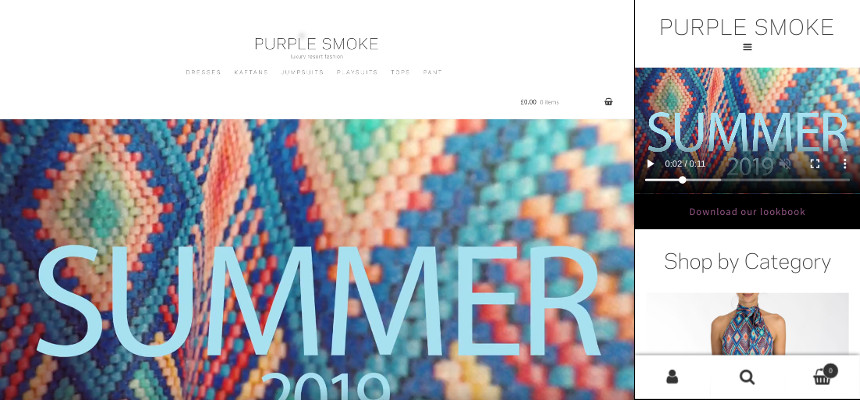 PURPLE SMOKE
luxury resort fashion
DRESSES KAFTANS JUMPSUITS PLAYSUITS TOPS PANT
£0.00 0 items
SUMMER
2019
PURPLE SMOKE
SUMMER
2019
0:02 / 0:11
Download our lookbook
Shop by Category
0